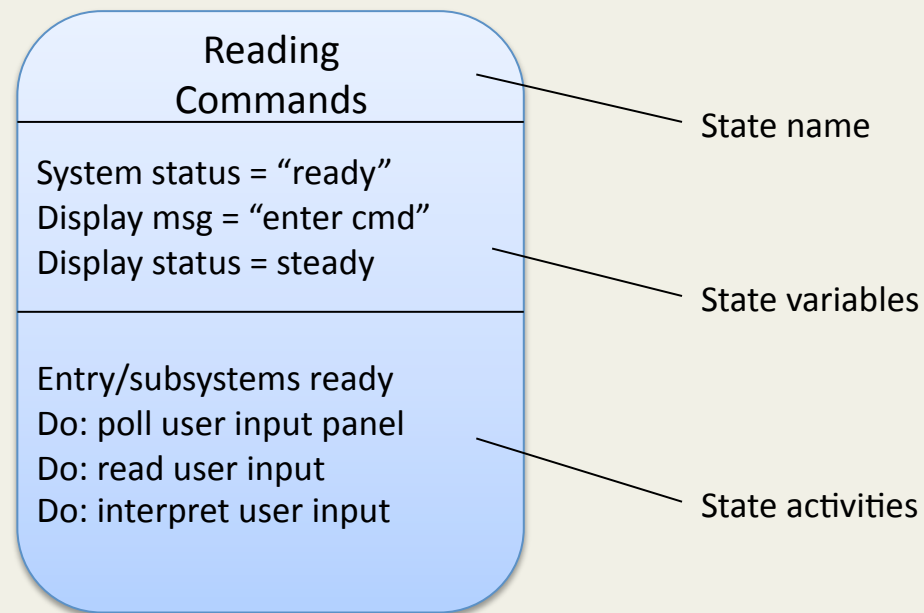 Reading
Commands
State name
System status = “ready”
Display msg = “enter cmd”
Display status = steady
State variables
Entry/subsystems ready
Do: poll user input panel
Do: read user input
Do: interpret user input
State activities